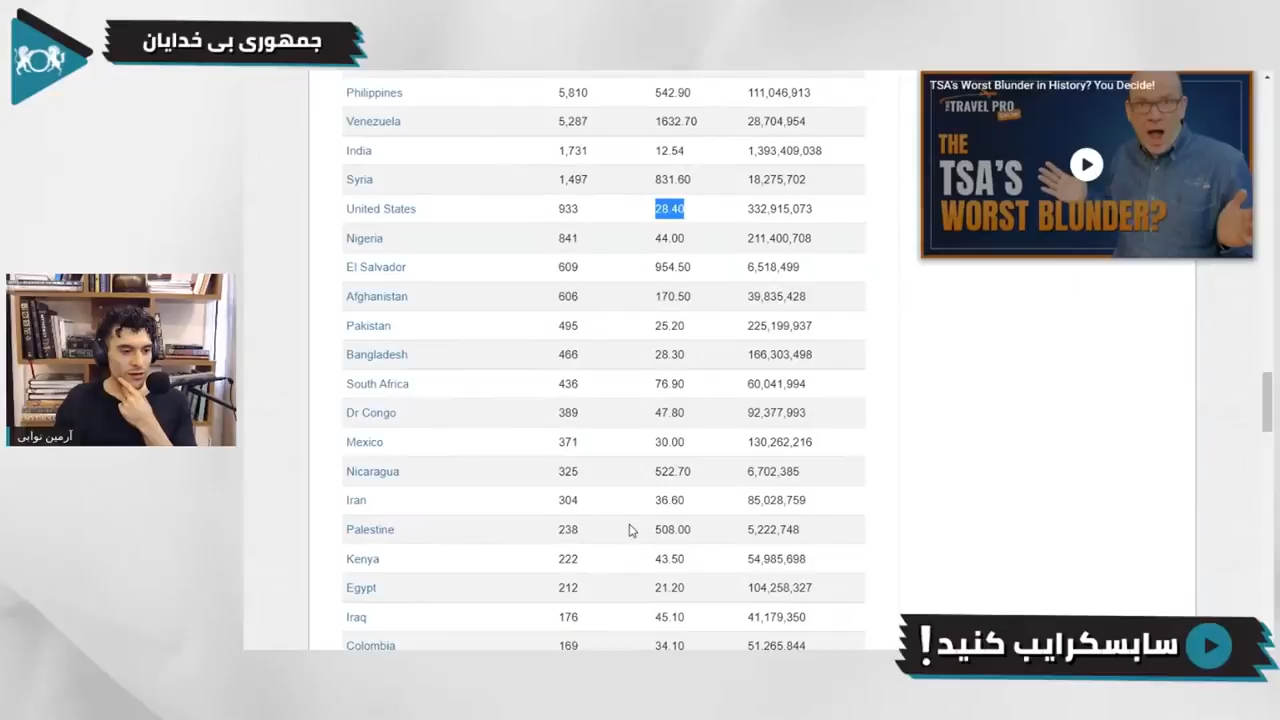 جمهوری بی خدایان
Philippines 5,810 542.90 111,046,913
Venezuela 5,287 1632.70 28,704,954
India 1,731 12.54 1,393,409,038
Syria 1,497 831.60 18,275,702
United States 933 28.40 332,915,073
Nigeria 841 44.00 211,400,708
El Salvador 609 954.50 6,518,499
Afghanistan 606 170.50 39,835,428
Pakistan 495 25.20 225,199,937
Bangladesh 466 28.30 166,303,498
South Africa 436 76.90 60,041,994
Dr Congo 389 47.80 92,377,993
Mexico 371 30.00 130,262,216
Nicaragua 325 522.70 6,702,385
Iran 304 36.60 85,028,759
Palestine 238 508.00 5,222,748
Kenya 222 43.50 54,985,698
Egypt 212 21.20 104,258,327
Iraq 176 45.10 41,179,350
Colombia 169 34.10 51,265,844
TSA's Worst Blunder in History? You Decide!
TRAVEL PRO
THE
TSA'S
WORST BLUNDER?
آرمین نوابی
سابسکرایب کنید!